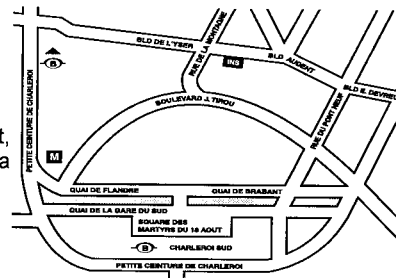 BLD DE L'YSER
RUE DE LA MONTAGNE
B
INS
BLD AUDENT
BLD E. DEVREU
PETITE CEINTURE DE CHARLEROI
BOULEVARD J. TIROU
RUE DU PONT NEUF
t,
a
M
QUAI DE FLANDRE
QUAI DE BRABANT
QUAI DE LA GARE DU SUD
SQUARE DES
MARTYRS DU 18 AOUT
B CHARLEROI SUD
PETITE CEINTURE DE CHARLEROI